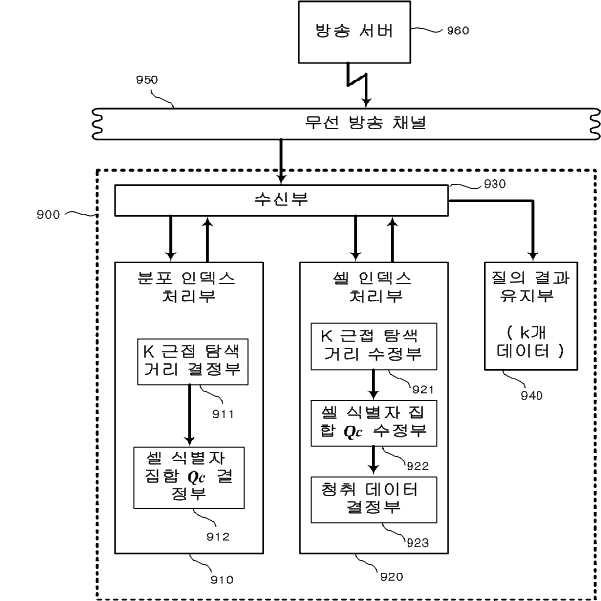 방송 서버
960
950
무선 방송 채널
수신부
930
900
분포 인덱스
처리부
K 근접 탐색
거리 결정부
911
셀 식별자
집합 Qc 결
정부
912
910
셀 인덱스
처리부
K 근접 탐색
거리 수정부
921
셀 식별자 집
합 Qc 수정부
922
청취 데이터
결정부
923
920
질의 결과
유지부
( k개
데이터 )
940